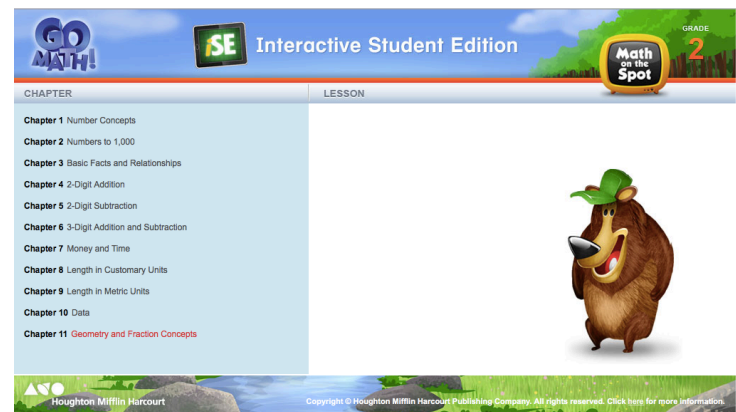 GO
MATH!
iSE Interactive Student Edition
Math
on the
Spot
GRADE
2
CHAPTER LESSON
Chapter 1 Number Concepts
Chapter 2 Numbers to 1,000
Chapter 3 Basic Facts and Relationships
Chapter 4 2-Digit Addition
Chapter 5 2-Digit Subtraction
Chapter 6 3-Digit Addition and Subtraction
Chapter 7 Money and Time
Chapter 8 Length in Customary Units
Chapter 9 Length in Metric Units
Chapter 10 Data
Chapter 11 Geometry and Fraction Concepts
Houghton Mifflin Harcourt
Copyright © Houghton Mifflin Harcourt Publishing Company. All rights reserved. Click here for more information.